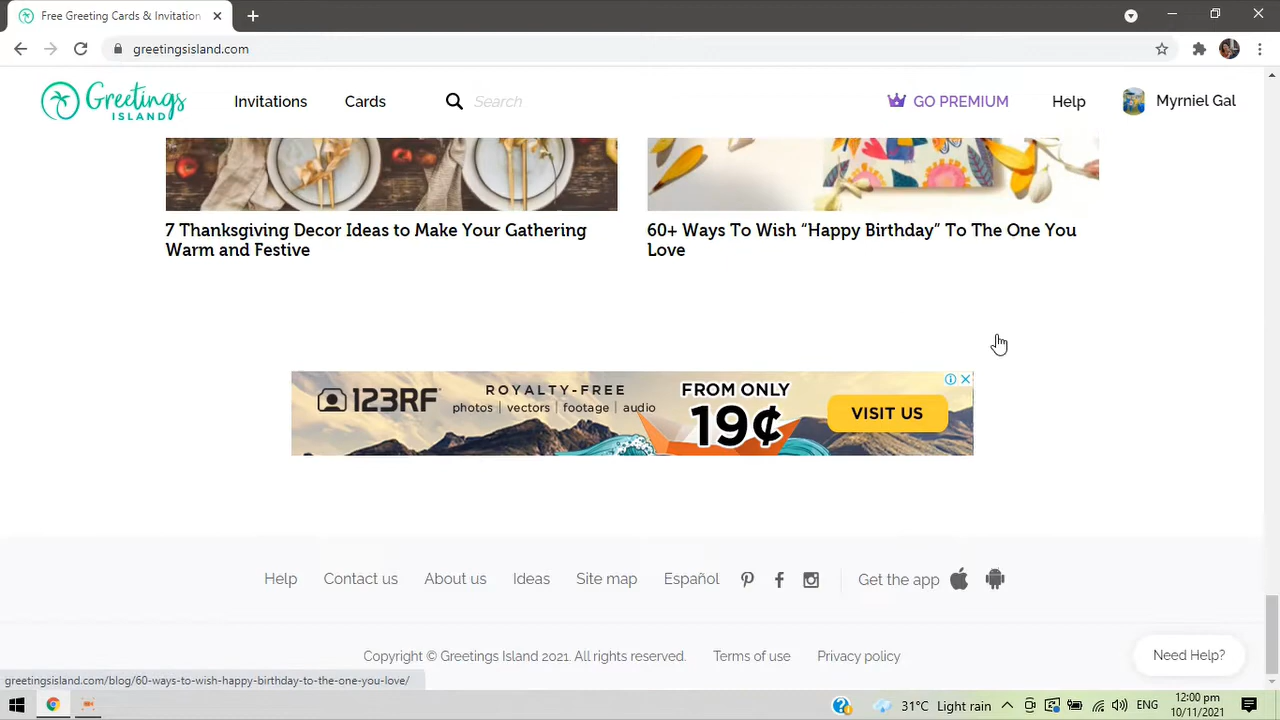 Free Greeting Cards & Invitation
greetingsisland.com
Greetings
ISLAND
Invitations
Cards
Search
GO PREMIUM
Help
Myrniel Gal
7 Thanksgiving Decor Ideas to Make Your Gathering
Warm and Festive
60+ Ways To Wish “Happy Birthday” To The One You
Love
123RF
ROYALTY-FREE
photos | vectors | footage | audio
FROM ONLY
19¢
VISIT US
Help
Contact us
About us
Ideas
Site map
Español
Get the app
Copyright © Greetings Island 2021. All rights reserved.
Terms of use
Privacy policy
Need Help?
greetingsisland.com/blog/60-ways-to-wish-happy-birthday-to-the-one-you-love/
31°C Light rain
ENG
12:00 pm
10/11/2021